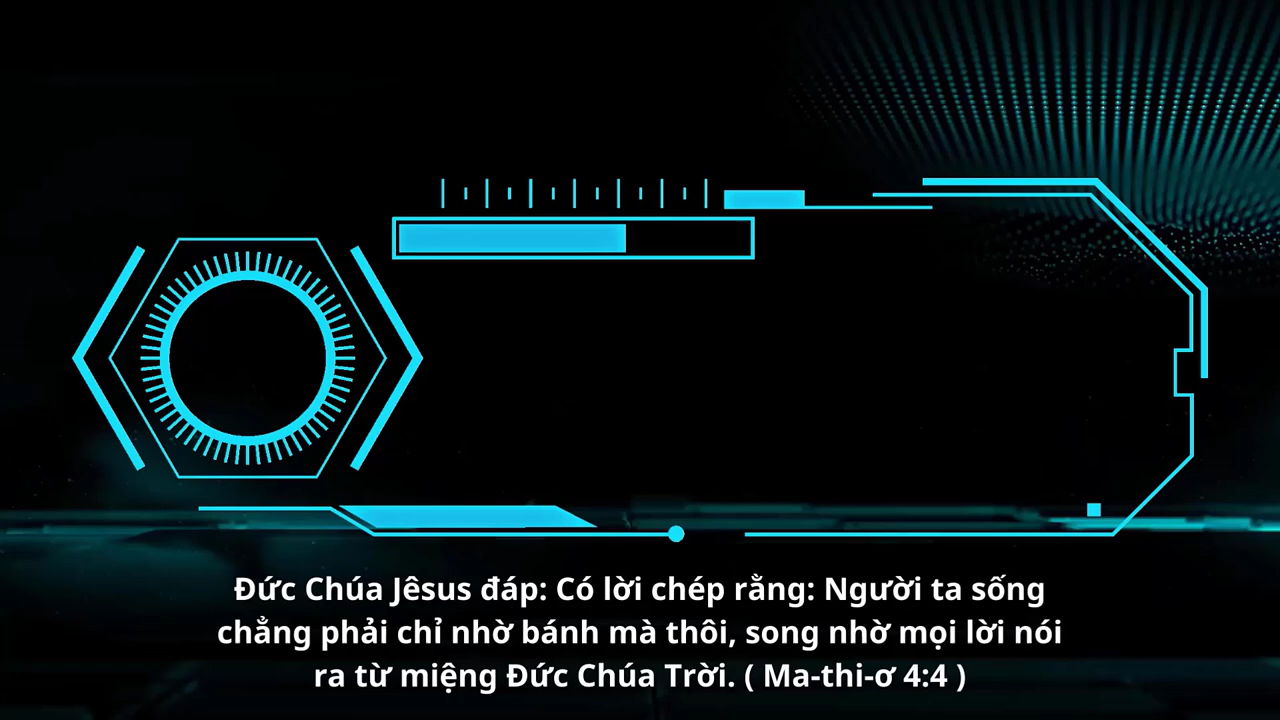 Đức Chúa Jêsus đáp: Có lời chép rằng: Người ta sống
chẳng phải chỉ nhờ bánh mà thôi, song nhờ mọi lời nói
ra từ miệng Đức Chúa Trời. ( Ma-thi-ơ 4:4 )